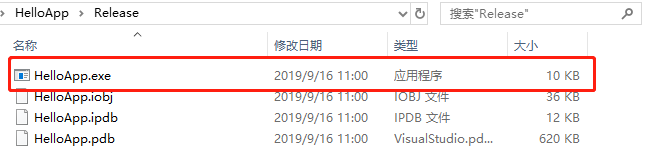 HelloApp > Release
搜索"Release"
名称 修改日期 类型 大小
HelloApp.exe 2019/9/16 11:00 应用程序 10 KB
HelloApp.iobj 2019/9/16 11:00 IOBJ 文件 36 KB
HelloApp.ipdb 2019/9/16 11:00 IPDB 文件 12 KB
HelloApp.pdb 2019/9/16 11:00 VisualStudio.pd... 620 KB